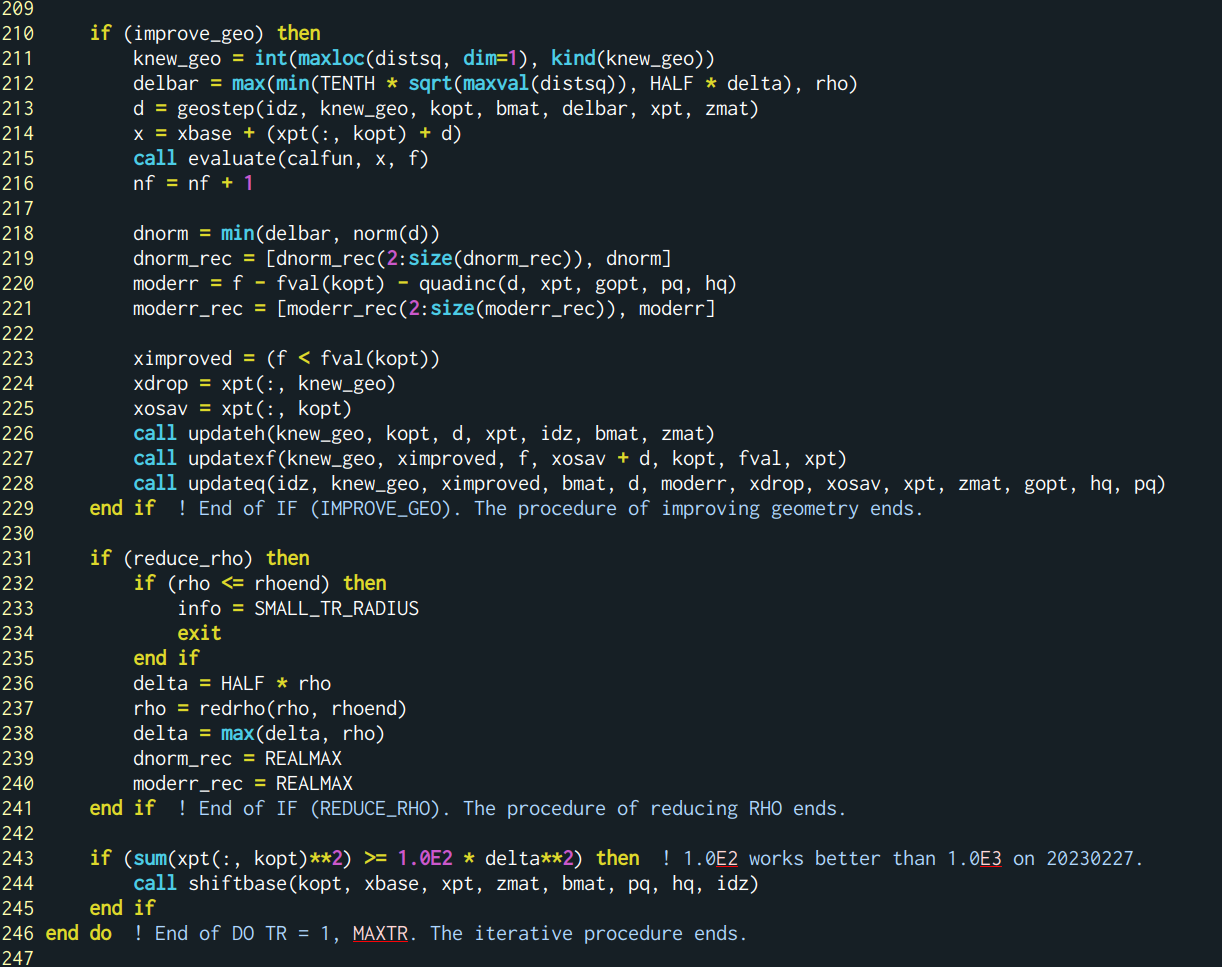 209
210     if (improve_geo) then
211         knew_geo = int(maxloc(distsq, dim=1), kind(knew_geo))
212         delbar = max(min(TENTH * sqrt(maxval(distsq)), HALF * delta), rho)
213         d = geostep(idz, knew_geo, kopt, bmat, delbar, xpt, zmat)
214         x = xbase + (xpt(:, kopt) + d)
215         call evaluate(calfun, x, f)
216         nf = nf + 1
217
218         dnorm = min(delbar, norm(d))
219         dnorm_rec = [dnorm_rec(2:size(dnorm_rec)), dnorm]
220         moderr = f - fval(kopt) - quadinc(d, xpt, gopt, pq, hq)
221         moderr_rec = [moderr_rec(2:size(moderr_rec)), moderr]
222
223         ximproved = (f < fval(kopt))
224         xdrop = xpt(:, knew_geo)
225         xosav = xpt(:, kopt)
226         call updateh(knew_geo, kopt, d, xpt, idz, bmat, zmat)
227         call updatexf(knew_geo, ximproved, f, xosav + d, kopt, fval, xpt)
228         call updateq(idz, knew_geo, ximproved, bmat, d, moderr, xdrop, xosav, xpt, zmat, gopt, hq, pq)
229     end if  ! End of IF (IMPROVE_GEO). The procedure of improving geometry ends.
230
231     if (reduce_rho) then
232         if (rho <= rhoend) then
233             info = SMALL_TR_RADIUS
234             exit
235         end if
236         delta = HALF * rho
237         rho = redrho(rho, rhoend)
238         delta = max(delta, rho)
239         dnorm_rec = REALMAX
240         moderr_rec = REALMAX
241     end if  ! End of IF (REDUCE_RHO). The procedure of reducing RHO ends.
242
243     if (sum(xpt(:, kopt)**2) >= 1.0E2 * delta**2) then  ! 1.0E2 works better than 1.0E3 on 20230227.
244         call shiftbase(kopt, xbase, xpt, zmat, bmat, pq, hq, idz)
245     end if
246 end do  ! End of DO TR = 1, MAXTR. The iterative procedure ends.
247